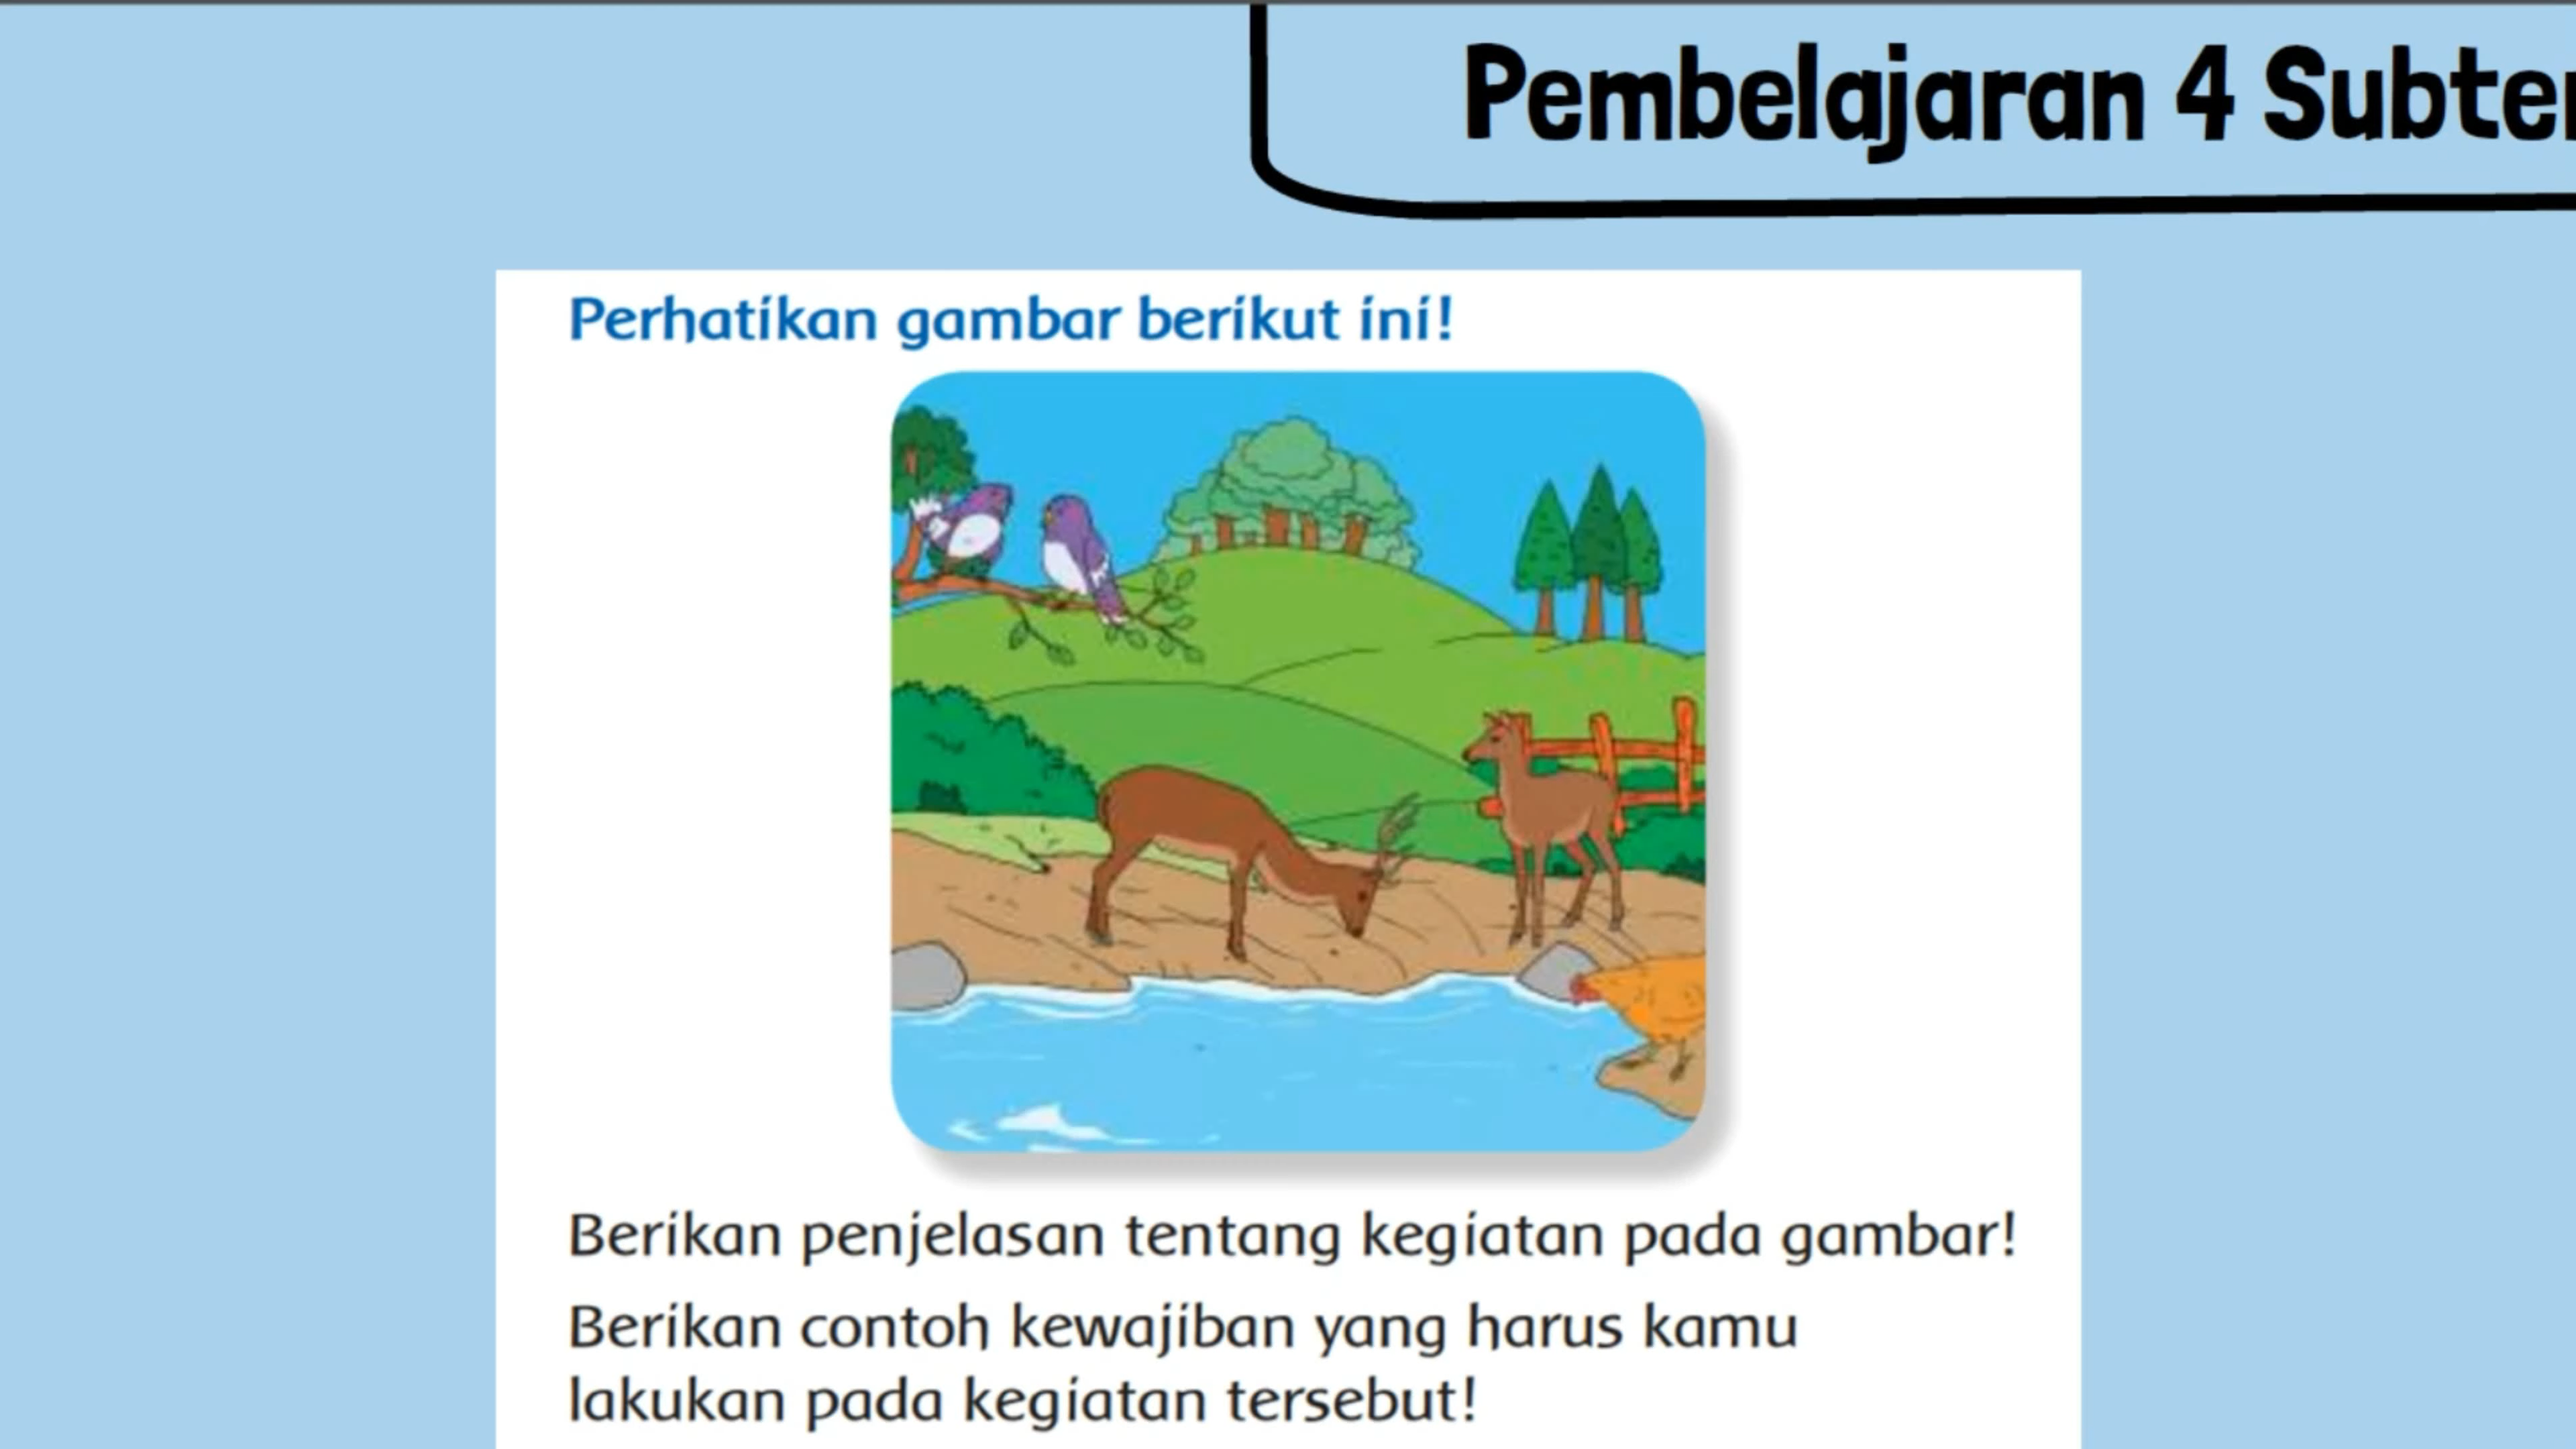 Pembelajaran 4
Perhatikan gambar berikut ini!
Berikan penjelasan tentang kegiatan pada gambar!
Berikan contoh kewajiban yang harus kamu
lakukan pada kegiatan tersebut!